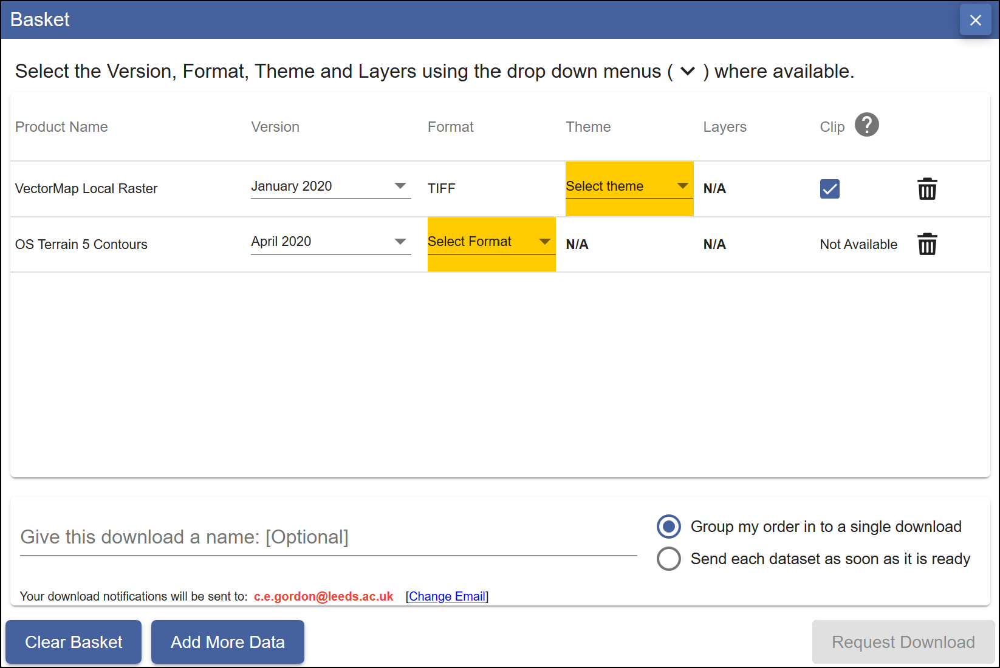 Basket
Select the Version, Format, Theme and Layers using the drop down menus ( ) where available.
Product Name Version Format Theme Layers Clip ?
VectorMap Local Raster January 2020 TIFF Select theme N/A
OS Terrain 5 Contours April 2020 Select Format N/A N/A Not Available
Give this download a name: [Optional]
Group my order in to a single download
Send each dataset as soon as it is ready
Your download notifications will be sent to: c.e.gordon@leeds.ac.uk [Change Email]
Clear Basket Add More Data Request Download